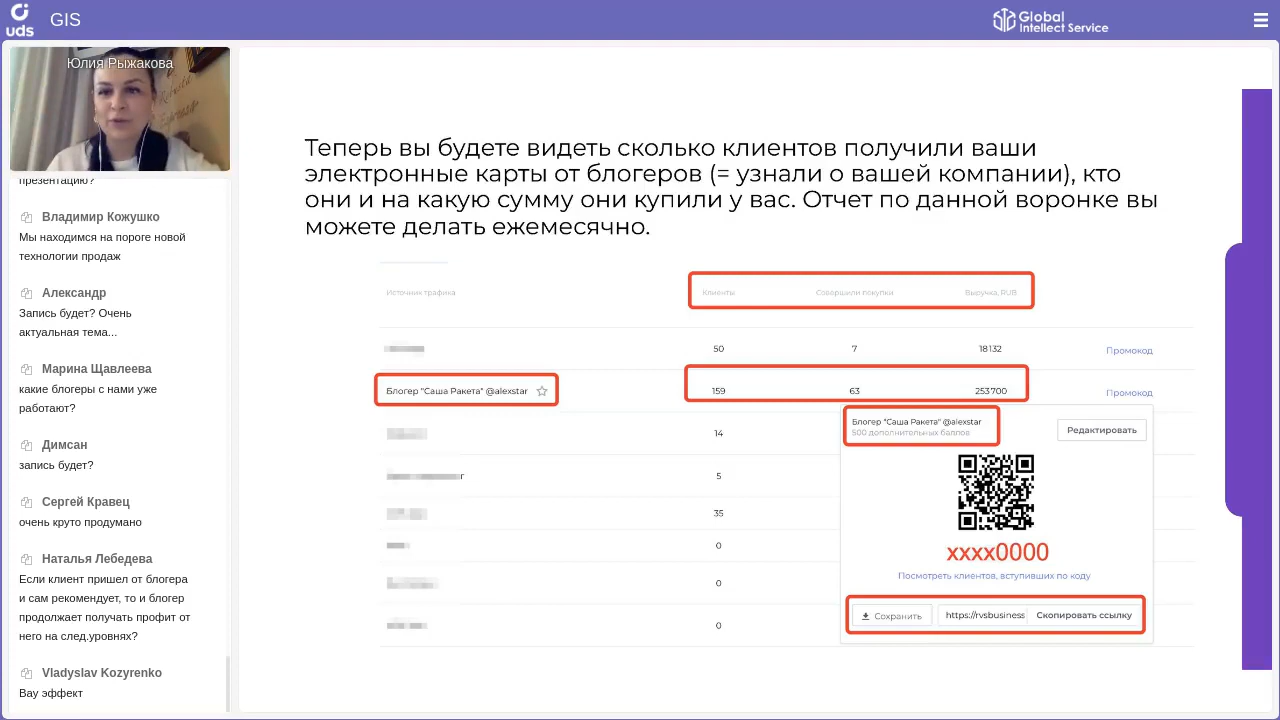 uds
GIS
Global
Intellect Service
Юлия Рыжакова
презентацию?
Владимир Кожушко
Мы находимся на пороге новой
технологии продаж
Александр
Запись будет? Очень
актуальная тема...
Марина Щавлеева
какие блогеры с нами уже
работают?
Димсан
запись будет?
Сергей Кравец
очень круто продумано
Наталья Лебедева
Если клиент пришел от блогера
и сам рекомендует, то и блогер
продолжает получать профит от
него на след.уровнях?
Vladyslav Kozyrenko
Вау эффект
Теперь вы будете видеть сколько клиентов получили ваши
электронные карты от блогеров (= узнали о вашей компании), кто
они и на какую сумму они купили у вас. Отчет по данной воронке вы
можете делать ежемесячно.
Источник трафика Клиенты Совершили покупки Выручка, RUB
50 7 18132 Промокод
Блогер "Саша Ракета" @alexstar 159 63 253700 Промокод
14
5
35
0
0
0
Блогер "Саша Ракета" @alexstar
500 дополнительных баллов
Редактировать
xxxx0000
Посмотреть клиентов, вступивших по коду
Сохранить https://rvsbusiness Скопировать ссылку